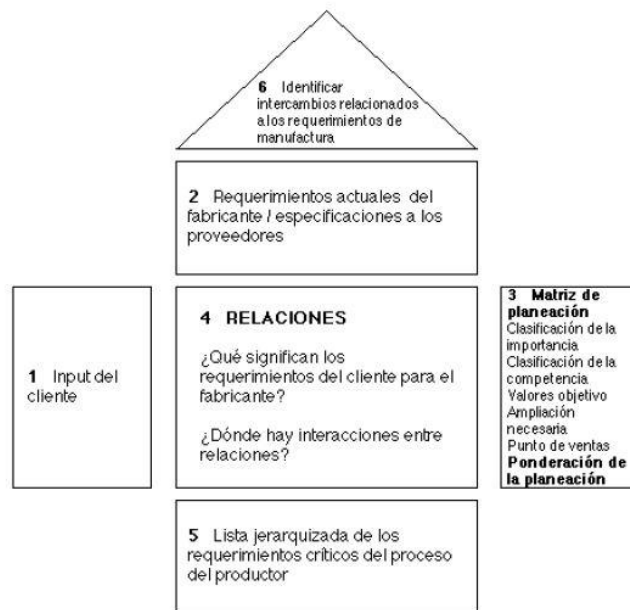 6 Identificar
intercambios relacionados
a los requerimientos de
manufactura
2 Requerimientos actuales del
fabricante / especificaciones a los
proveedores
1 Input del
cliente
4 RELACIONES
¿Qué significan los
requerimientos del cliente para el
fabricante?
¿Dónde hay interacciones entre
relaciones?
3 Matriz de
planeación
Clasificación de la
importancia
Clasificación de la
competencia
Valores objetivo
Ampliación
necesaria
Punto de ventas
Ponderación de
la planeación
5 Lista jerarquizada de los
requerimientos críticos del proceso
del productor